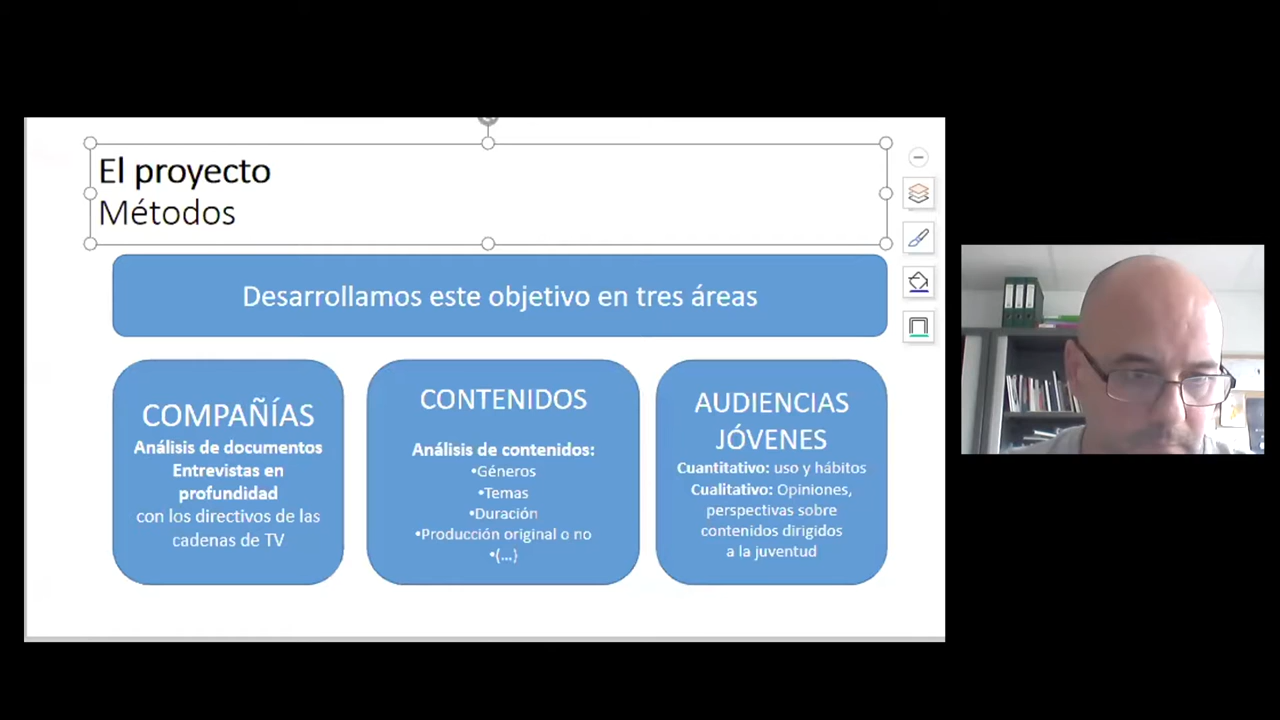 El proyecto
Métodos
Desarrollamos este objetivo en tres áreas
COMPAÑÍAS
Análisis de documentos
Entrevistas en
profundidad
con los directivos de las
cadenas de TV
CONTENIDOS
Análisis de contenidos:
•Géneros
•Temas
•Duración
•Producción original o no
•(...)
AUDIENCIAS
JÓVENES
Cuantitativo: uso y hábitos
Cualitativo: Opiniones,
perspectivas sobre
contenidos dirigidos
a la juventud